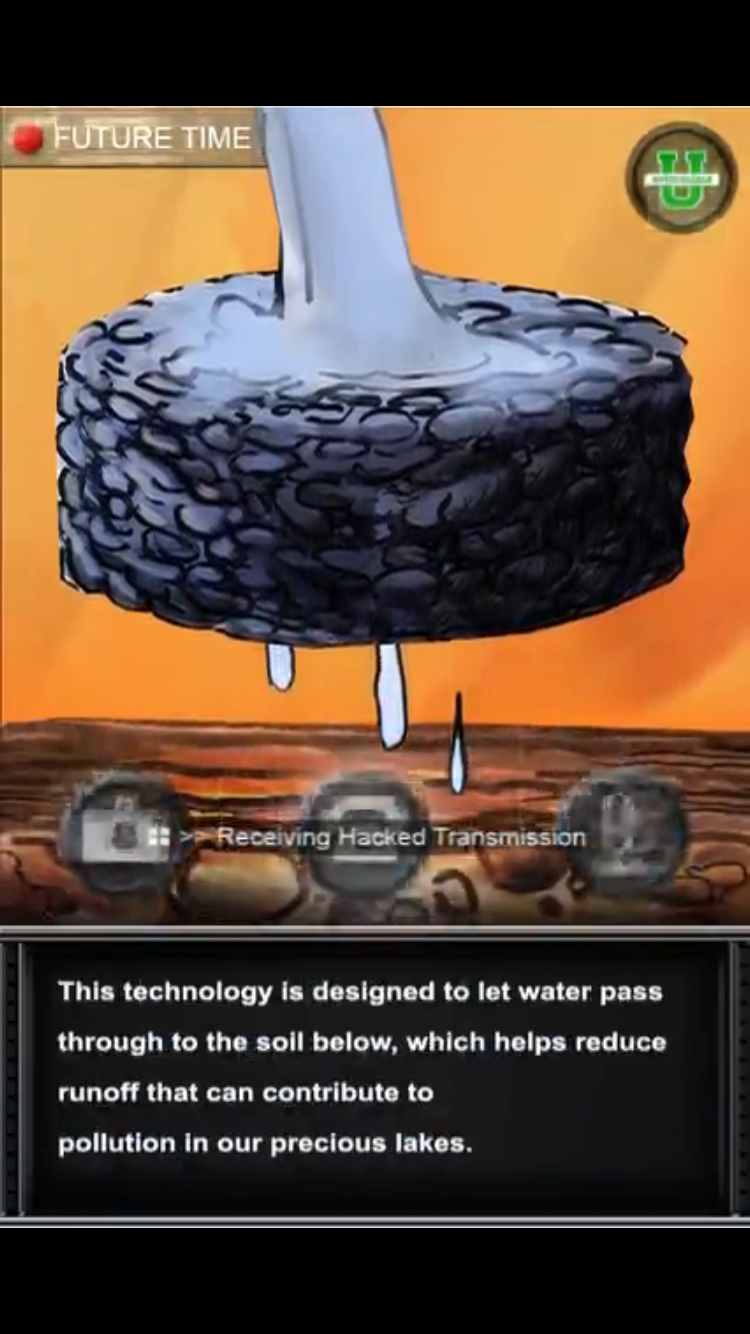 FUTURE TIME
U
>> Receiving Hacked Transmission
This technology is designed to let water pass
through to the soil below, which helps reduce
runoff that can contribute to
pollution in our precious lakes.